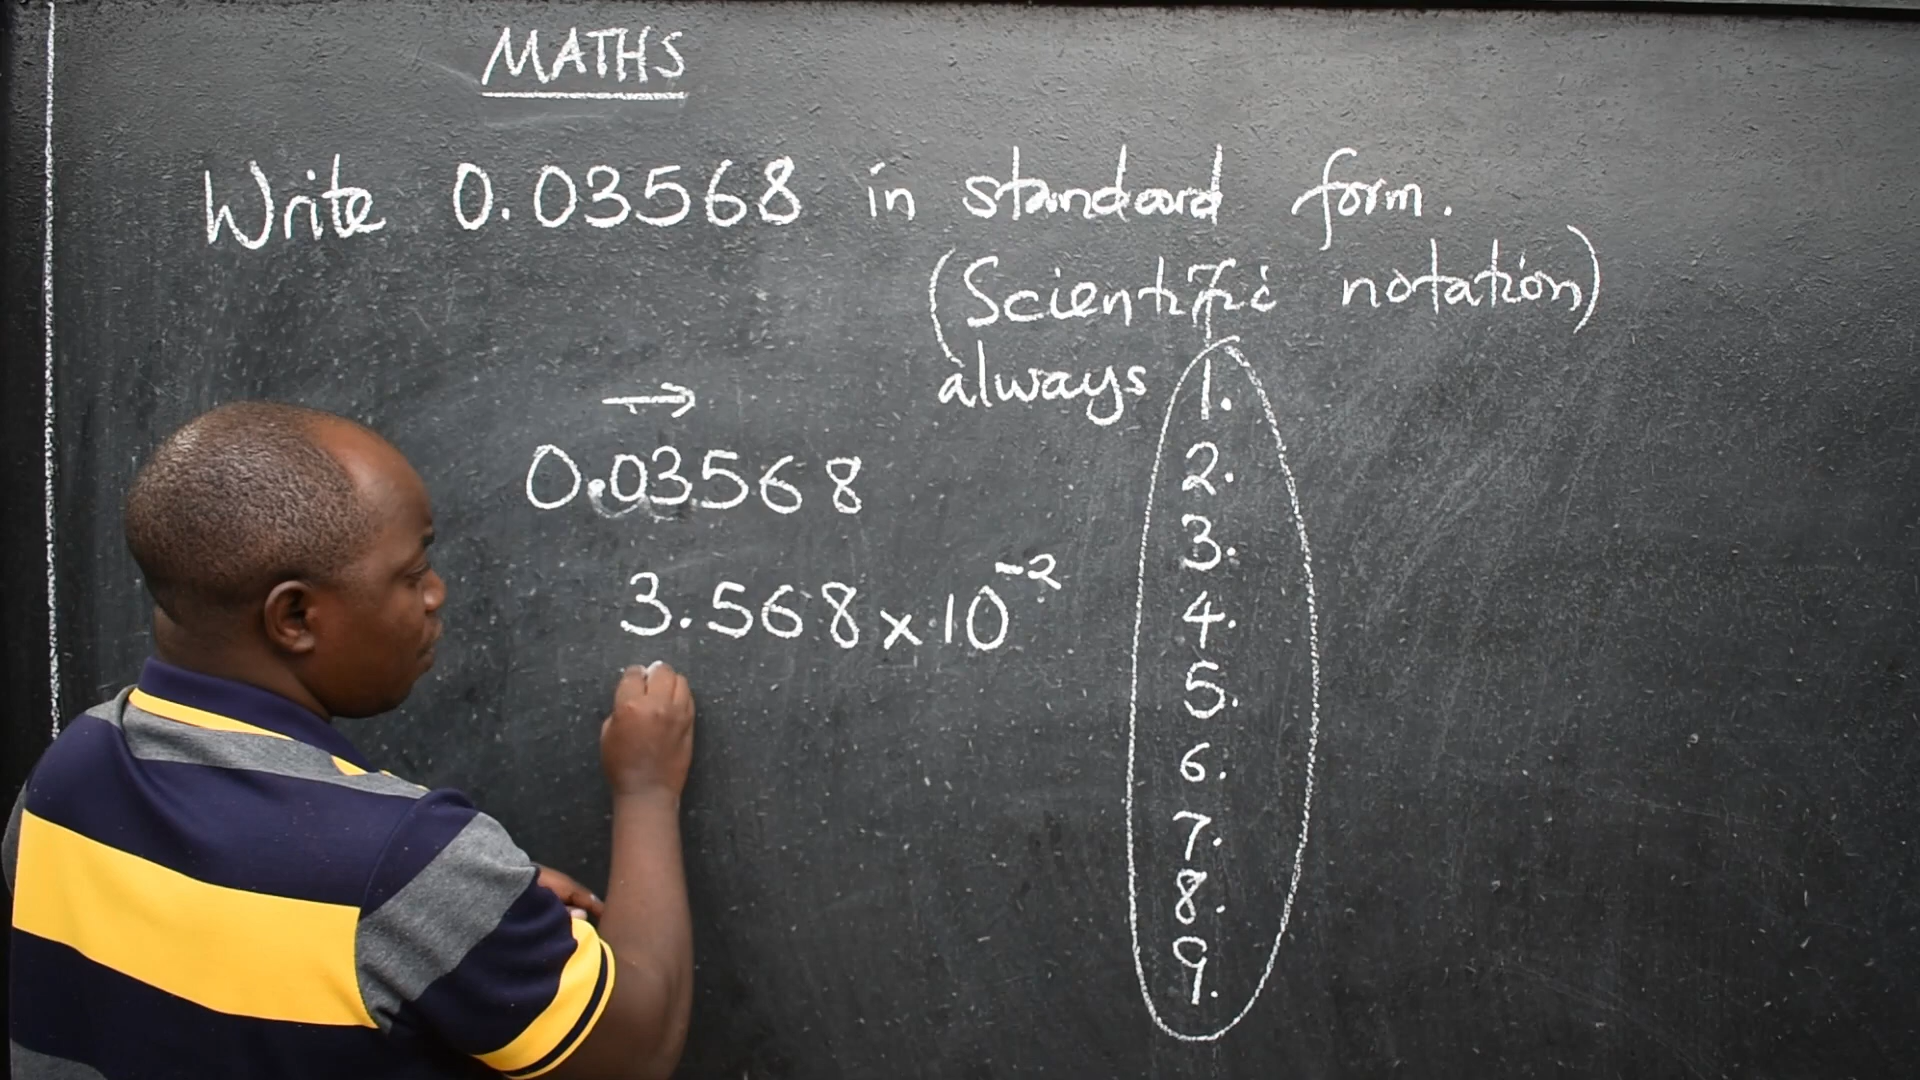 MATHS
Write 0.03568 in standard form.
(Scientific notation)
always 1.
2.
3.
4.
5.
6.
7.
8.
9.
→
0.03568
3.568 x 10⁻²